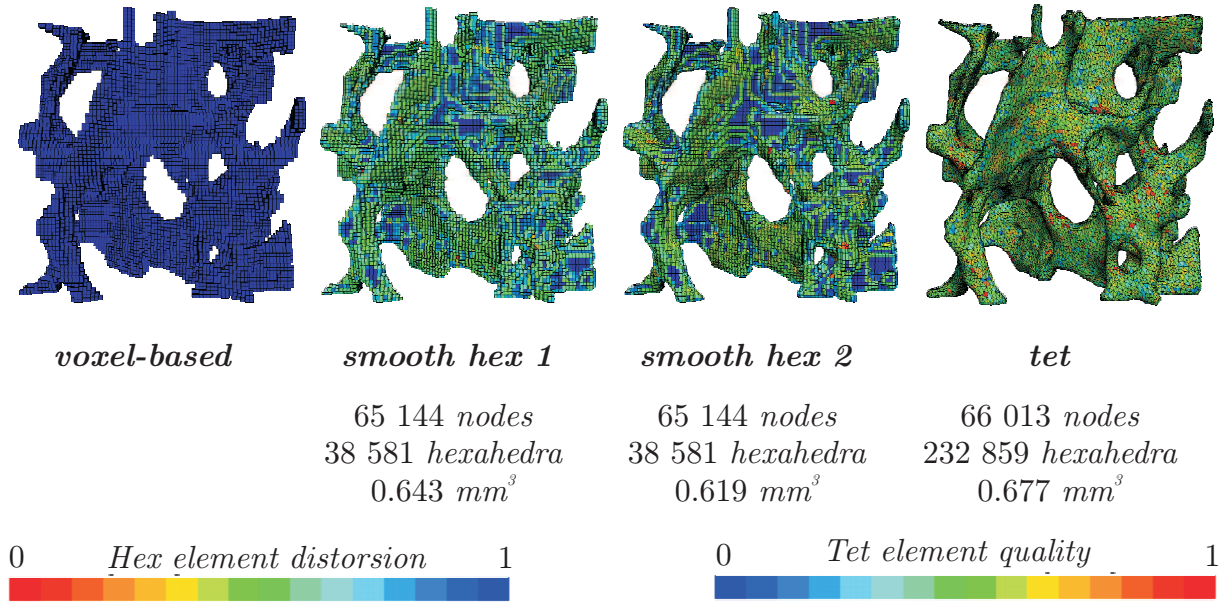 voxel-based smooth hex 1 smooth hex 2 tet
65 144 nodes 65 144 nodes 66 013 nodes
38 581 hexahedra 38 581 hexahedra 232 859 hexahedra
0.643 mm³ 0.619 mm³ 0.677 mm³
0 Hex element distorsion 1 0 Tet element quality 1